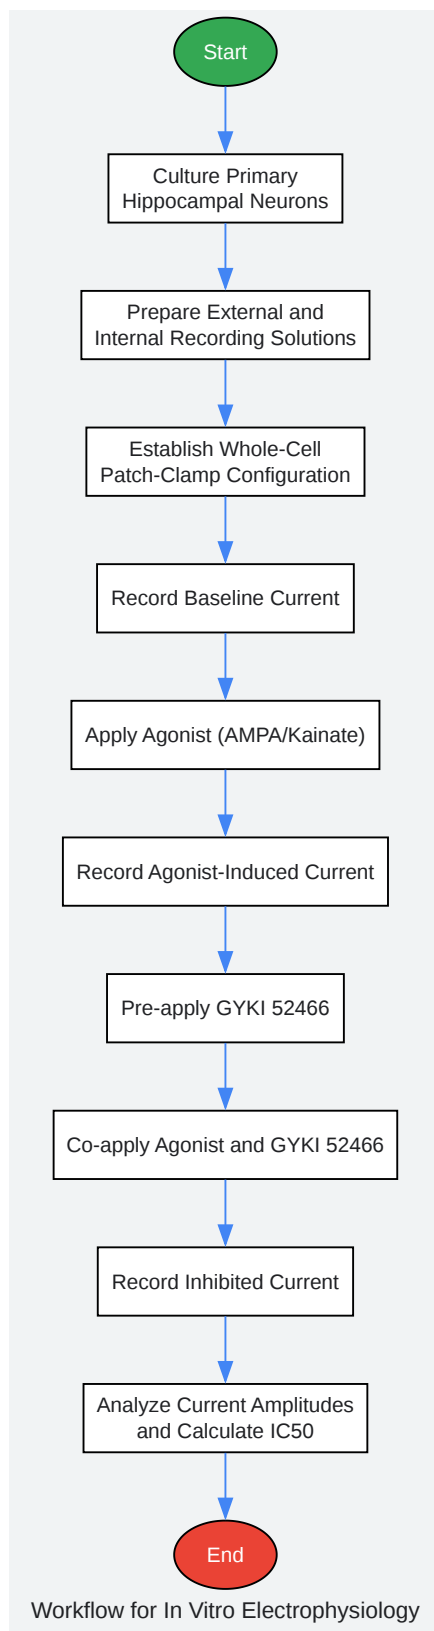 Start
Culture Primary
Hippocampal Neurons
Prepare External and
Internal Recording Solutions
Establish Whole-Cell
Patch-Clamp Configuration
Record Baseline Current
Apply Agonist (AMPA/Kainate)
Record Agonist-Induced Current
Pre-apply GYKI 52466
Co-apply Agonist and GYKI 52466
Record Inhibited Current
Analyze Current Amplitudes
and Calculate IC50
End
Workflow for In Vitro Electrophysiology